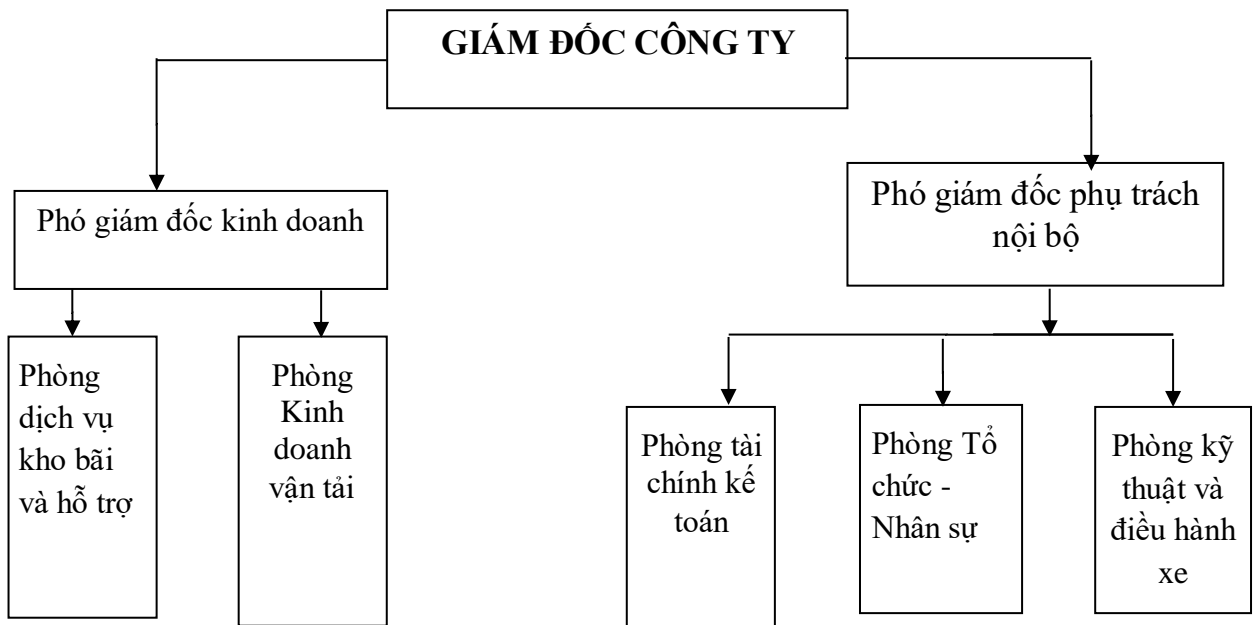 GIÁM ĐỐC CÔNG TY
Phó giám đốc kinh doanh
Phó giám đốc phụ trách
nội bộ
Phòng
dịch vụ
kho bãi
và hỗ trợ
Phòng
Kinh
doanh
vận tải
Phòng tài
chính kế
toán
Phòng Tổ
chức -
Nhân sự
Phòng kỹ
thuật và
điều hành
xe